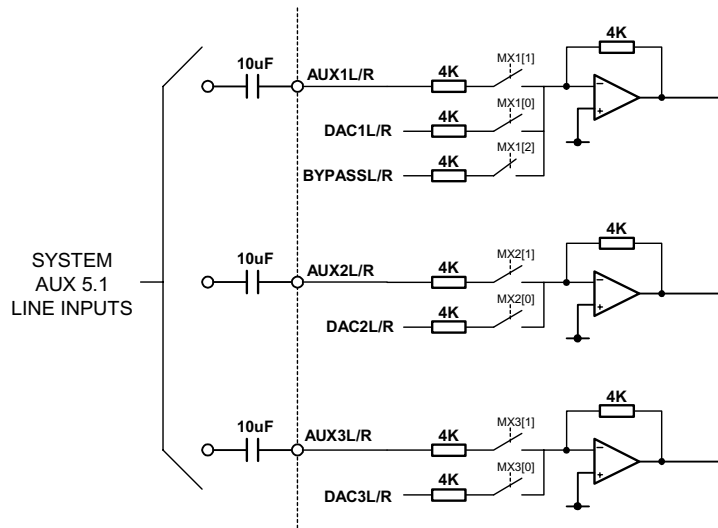 10uF
AUX1L/R
4K
MX1[1]
4K
DAC1L/R
4K
MX1[0]
BYPASSL/R
4K
MX1[2]
SYSTEM
AUX 5.1
LINE INPUTS
10uF
AUX2L/R
4K
MX2[1]
4K
DAC2L/R
4K
MX2[0]
10uF
AUX3L/R
4K
MX3[1]
4K
DAC3L/R
4K
MX3[0]